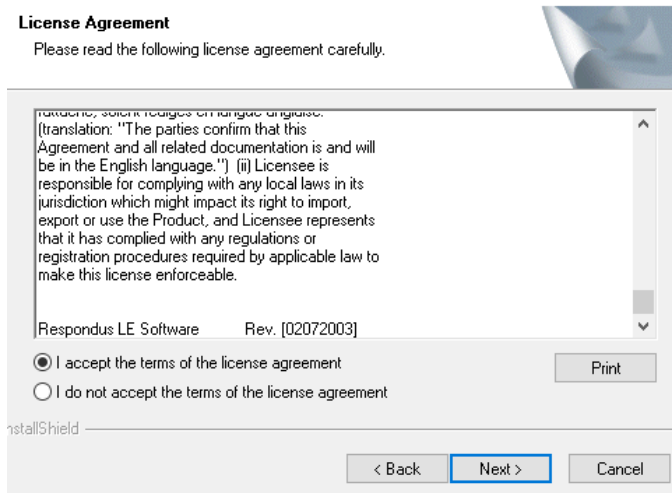 License Agreement
Please read the following license agreement carefully.
(translation: "The parties confirm that this
Agreement and all related documentation is and will
be in the English language.") (ii) Licensee is
responsible for complying with any local laws in its
jurisdiction which might impact its right to import,
export or use the Product, and Licensee represents
that it has complied with any regulations or
registration procedures required by applicable law to
make this license enforceable.
Respondus LE Software Rev. [02072003]
I accept the terms of the license agreement
Print
I do not accept the terms of the license agreement
nstallShield
< Back Next > Cancel